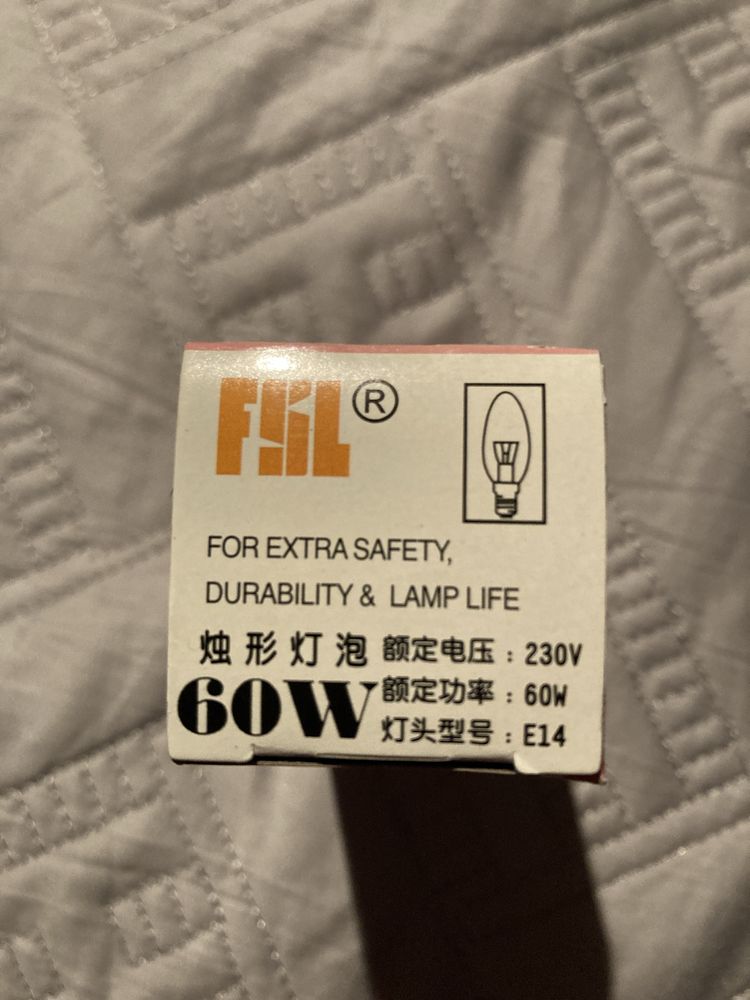 FSL®
FOR EXTRA SAFETY,
DURABILITY & LAMP LIFE
烛形灯泡
60W
额定电压：230V
额定功率：60W
灯头型号：E14